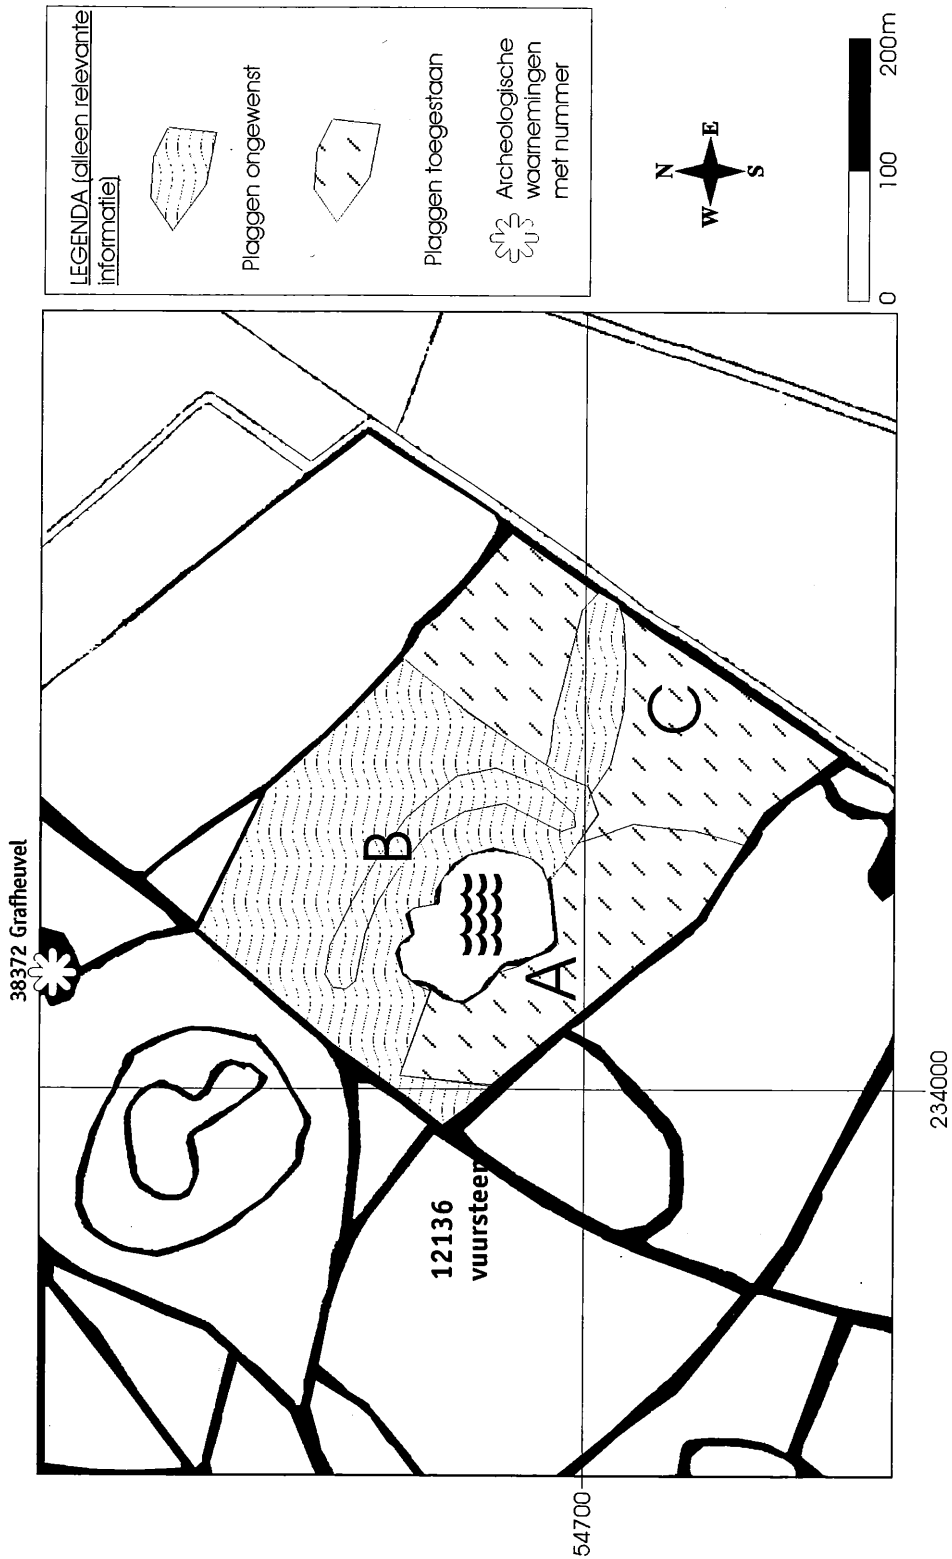 LEGENDA (alleen relevante
informatie)
Plaggen ongewenst
Plaggen toegestaan
Archeologische
waarnemingen
met nummer
N
W
E
S
0
100
200m
38372 Grafheuvel
B
A
C
12136
vuursteen
54700
234000